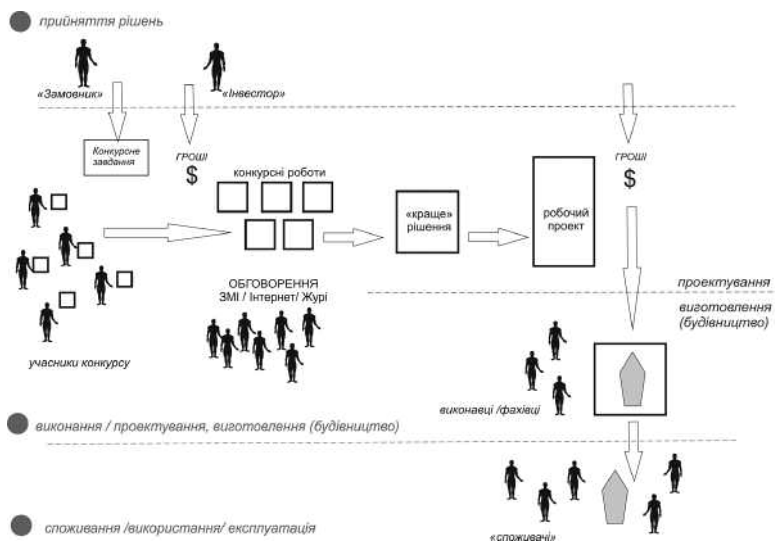 прийняття рішень
«Замовник»
«Інвестор»
Конкурсне
завдання
ГРОШІ
$
ГРОШІ
$
конкурсні роботи
«краще»
рішення
робочий
проект
ОБГОВОРЕННЯ
ЗМІ / Інтернет/ Журі
проектування
виготовлення
(будівництво)
учасники конкурсу
виконавці /фахівці
виконання / проектування, виготовлення (будівництво)
споживання /використання/ експлуатація
«споживачі»